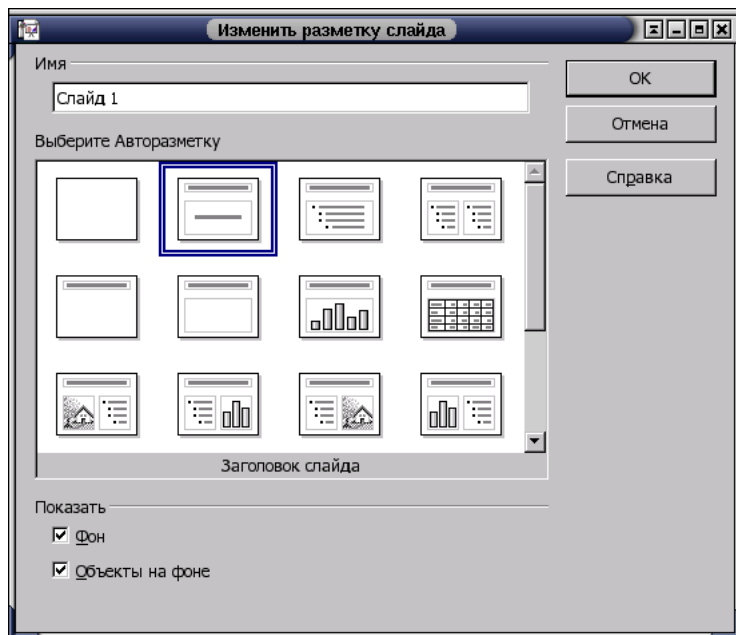 Изменить разметку слайда
Имя
Слайд 1
Выберите Авторазметку
Заголовок слайда
Показать
Фон
Объекты на фоне
OK
Отмена
Справка